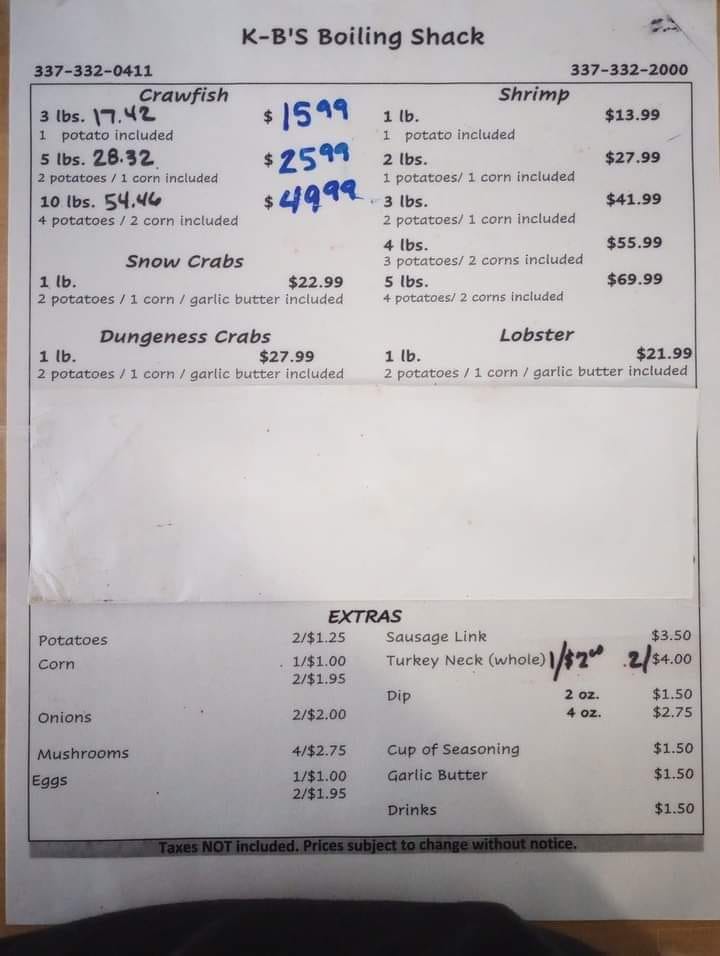 K-B'S Boiling Shack
337-332-0411
337-332-2000
Crawfish
3 lbs. 17.42 $ 1599
1 potato included
5 lbs. 28.32 $ 2599
2 potatoes / 1 corn included
10 lbs. 54.46 $ 4999
4 potatoes / 2 corn included
Snow Crabs
1 lb. $22.99
2 potatoes / 1 corn / garlic butter included
Dungeness Crabs
1 lb. $27.99
2 potatoes / 1 corn / garlic butter included
Shrimp
1 lb. $13.99
1 potato included
2 lbs. $27.99
1 potatoes/ 1 corn included
3 lbs. $41.99
2 potatoes/ 1 corn included
4 lbs. $55.99
3 potatoes/ 2 corns included
5 lbs. $69.99
4 potatoes/ 2 corns included
Lobster
1 lb. $21.99
2 potatoes / 1 corn / garlic butter included
EXTRAS
Potatoes 2/$1.25
Corn 1/$1.00
2/$1.95
Onions 2/$2.00
Mushrooms 4/$2.75
Eggs 1/$1.00
2/$1.95
Sausage Link $3.50
Turkey Neck (whole) 1/$2.00 2/$4.00
Dip 2 oz. $1.50
4 oz. $2.75
Cup of Seasoning $1.50
Garlic Butter $1.50
Drinks $1.50
Taxes NOT included. Prices subject to change without notice.